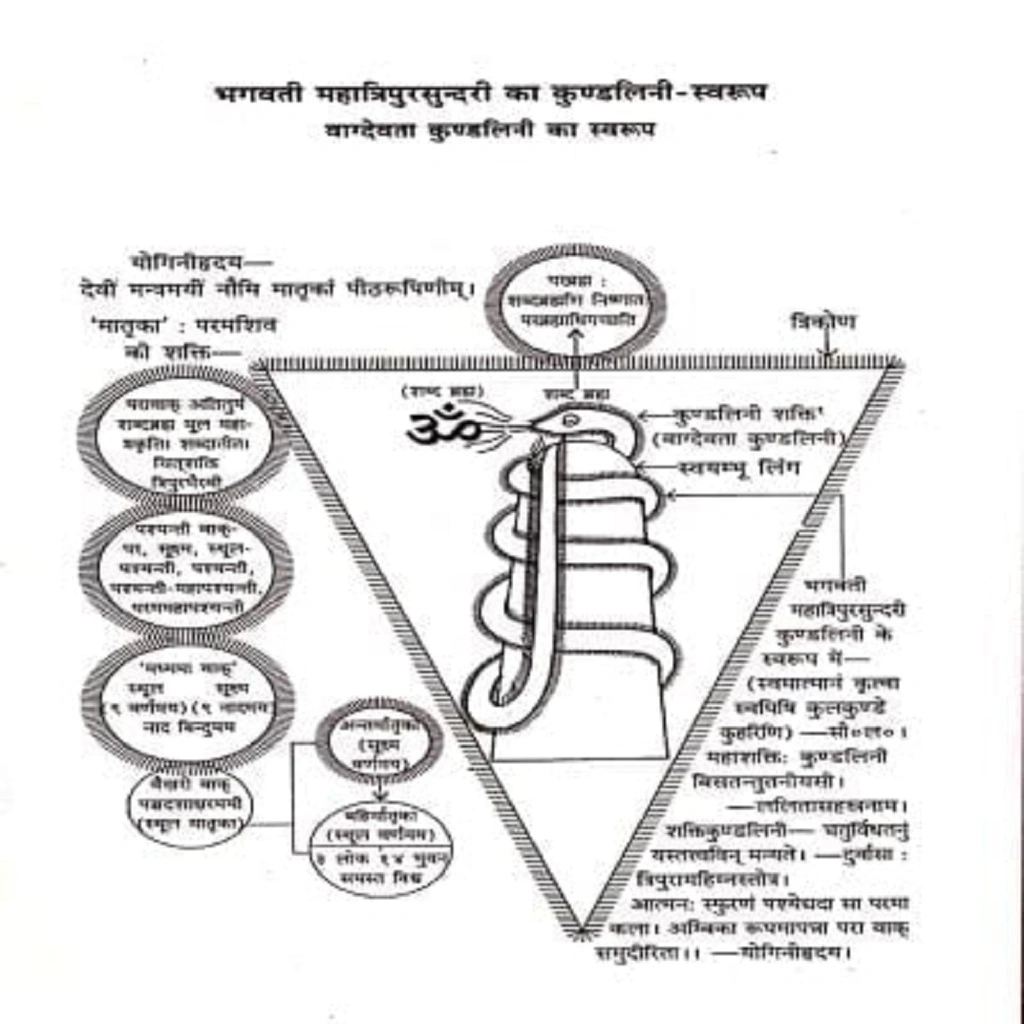 भगवती महात्रिपुरसुन्दरी का कुण्डलिनी-स्वरूप
वाग्देवता कुण्डलिनी का स्वरूप
योगिनीहृदय—
देवीं मन्त्रमयीं नौमि मातृकां पीठरूपिणीम्।
'मातृका' : परमशिव
की शक्ति—
परब्रह्म :
शब्दब्रह्मणि निष्णात
परब्रह्माधिगच्छति
त्रिकोण
परावाक् अतितुर्य
शब्दब्रह्म मूल महा-
प्रकृति। शब्दातीत।
चित्शक्ति
त्रिपुरभैरवी
(शब्द ब्रह्म)
शब्द ब्रह्म
ॐ
कुण्डलिनी शक्ति'
(वाग्देवता कुण्डलिनी)
स्वयम्भू लिंग
पश्यन्ती वाक्-
पर, सूक्ष्म, स्थूल-
पश्यन्ती, पश्यन्ती,
पश्यन्ती-महापश्यन्ती,
परममहापश्यन्ती
'मध्यमा वाक्'
स्थूल सूक्ष्म
(९ वर्णमय) (९ नादमय)
नाद बिन्दुमय
वैखरी वाक्
पञ्चदशाक्षरमयी
(स्थूल मातृका)
अन्तर्मातृका
(सूक्ष्म
वर्णमय)
बहिर्मातृका
(स्थूल वर्णमय)
३ लोक १४ भुवन
समस्त विश्व
भगवती
महात्रिपुरसुन्दरी
कुण्डलिनी के
स्वरूप में—
(स्वमात्मानं कृत्वा
स्वपिषि कुलकुण्डे
कुहरिणि) —सौ०ल०।
महाशक्ति: कुण्डलिनी
बिसतन्तुतनीयसी।
—ललितासहस्रनाम।
शक्तिकुण्डलिनी— चतुर्विधतनुं
यस्तत्त्वविन् मन्यते। —दुर्वासा :
त्रिपुरामहिम्नस्तोत्र।
आत्मन: स्फुरणं पश्येद्यदा सा परमा
कला। अम्बिका रूपमापन्ना परा वाक्
समुदीरिता।। —योगिनीहृदय।